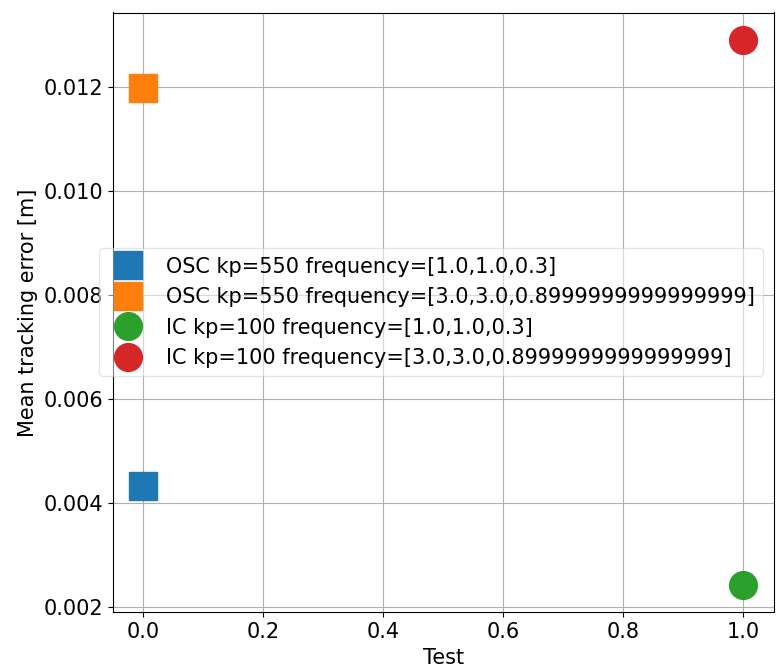 0.012
0.010
Mean tracking error [m]
OSC kp=550 frequency=[1.0,1.0,0.3]
0.008
OSC kp=550 frequency=[3.0,3.0,0.8999999999999999]
IC kp=100 frequency=[1.0,1.0,0.3]
IC kp=100 frequency=[3.0,3.0,0.8999999999999999]
0.006
0.004
0.002
0.0 0.2 0.4 0.6 0.8 1.0
Test